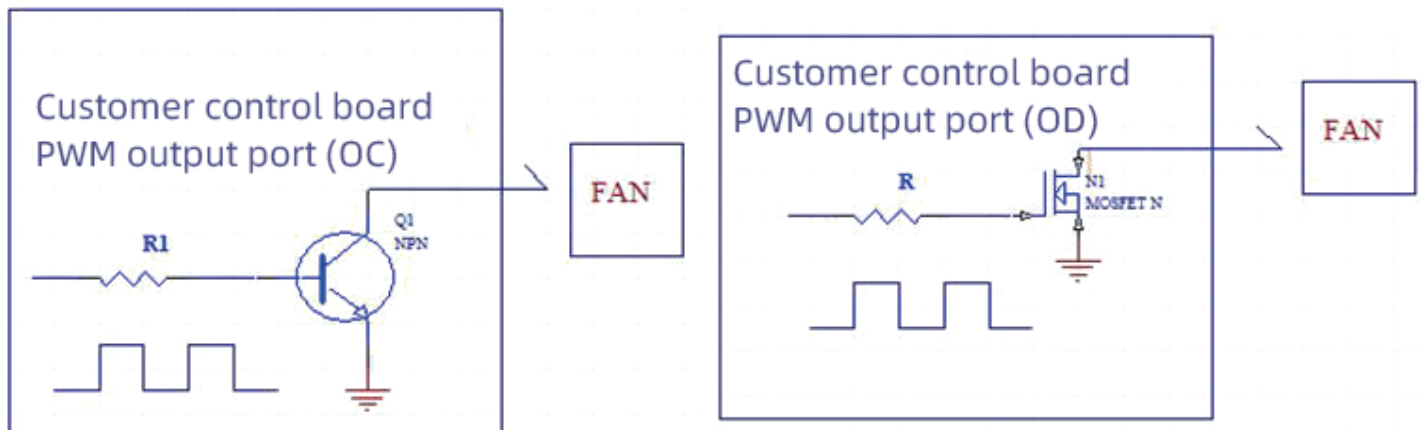 Customer control board
PWM output port (OC)
R1
Q1
NPN
FAN
Customer control board
PWM output port (OD)
R
N1
MOSFET N
FAN